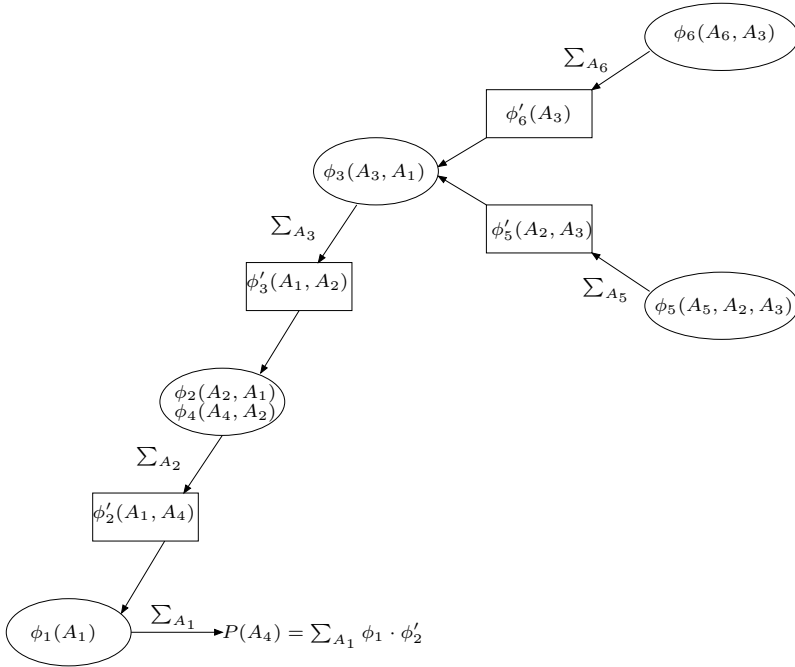 ϕ₆(A₆, A₃)
∑_{A₆}
ϕ′₆(A₃)
ϕ₃(A₃, A₁)
∑_{A₃}
ϕ′₅(A₂, A₃)
ϕ′₃(A₁, A₂)
∑_{A₅}
ϕ₅(A₅, A₂, A₃)
ϕ₂(A₂, A₁)
ϕ₄(A₄, A₂)
∑_{A₂}
ϕ′₂(A₁, A₄)
ϕ₁(A₁)
∑_{A₁}
P(A₄) = ∑_{A₁} ϕ₁ · ϕ′₂